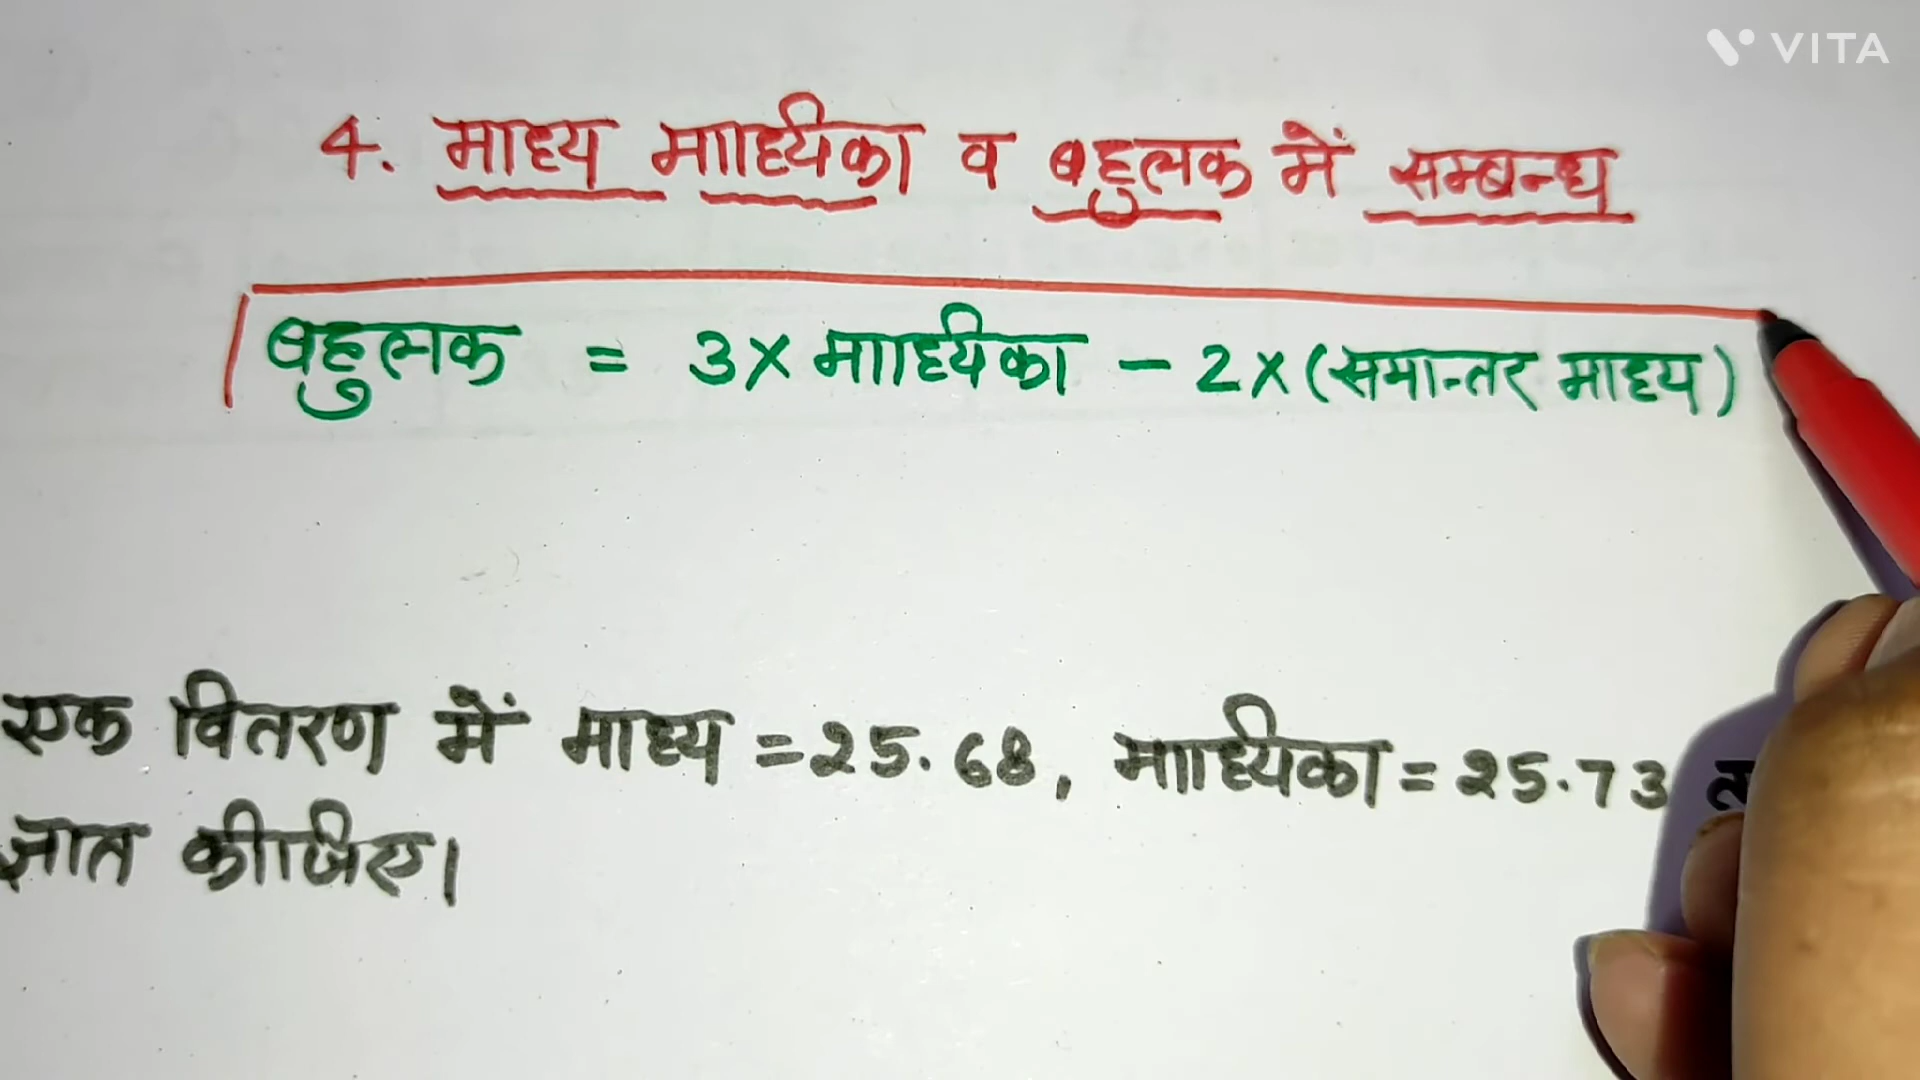 VITA
4. माध्य माध्यिका व बहुलक में सम्बन्ध
बहुलक = 3 × माध्यिका - 2 × (समान्तर माध्य)
एक वितरण में माध्य = 25.68, माध्यिका = 25.73
ज्ञात कीजिए।